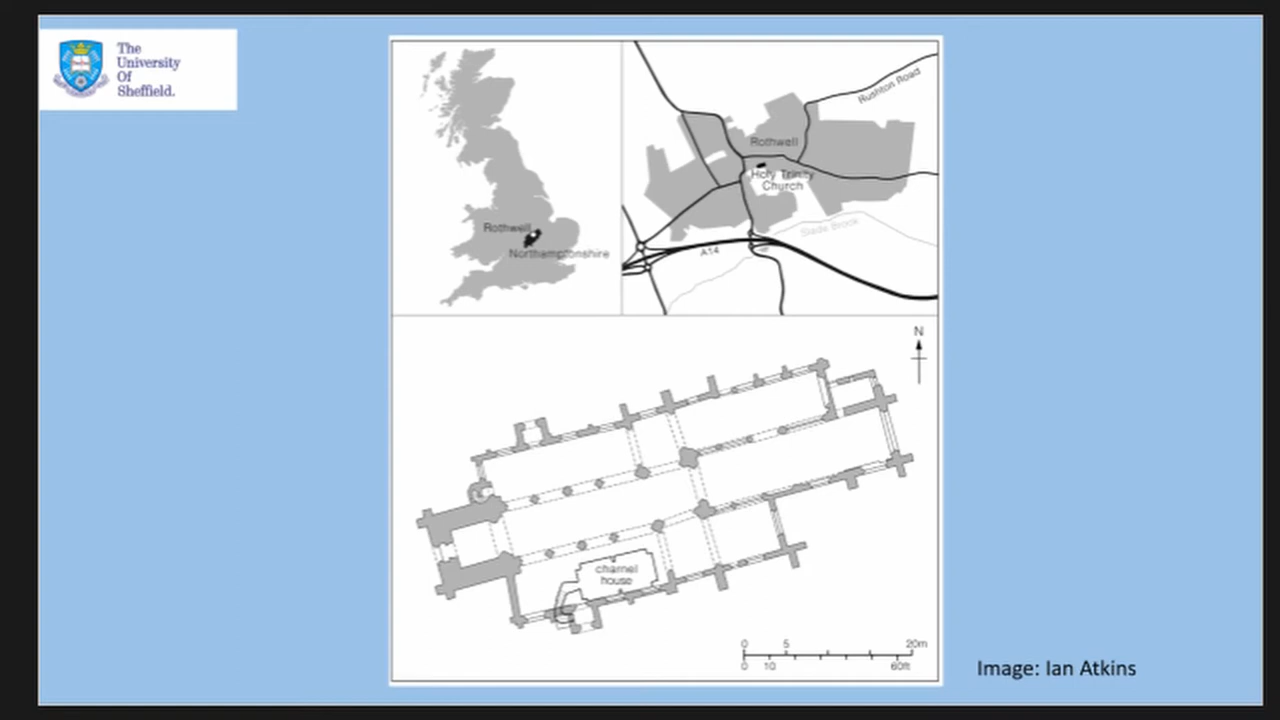 The
University
Of
Sheffield.
Rothwell
Northamptonshire
Rushton Road
Rothwell
Holy Trinity
Church
Slade Brook
A14
N
charnel
house
0 5 20m
0 10 60ft
Image: Ian Atkins